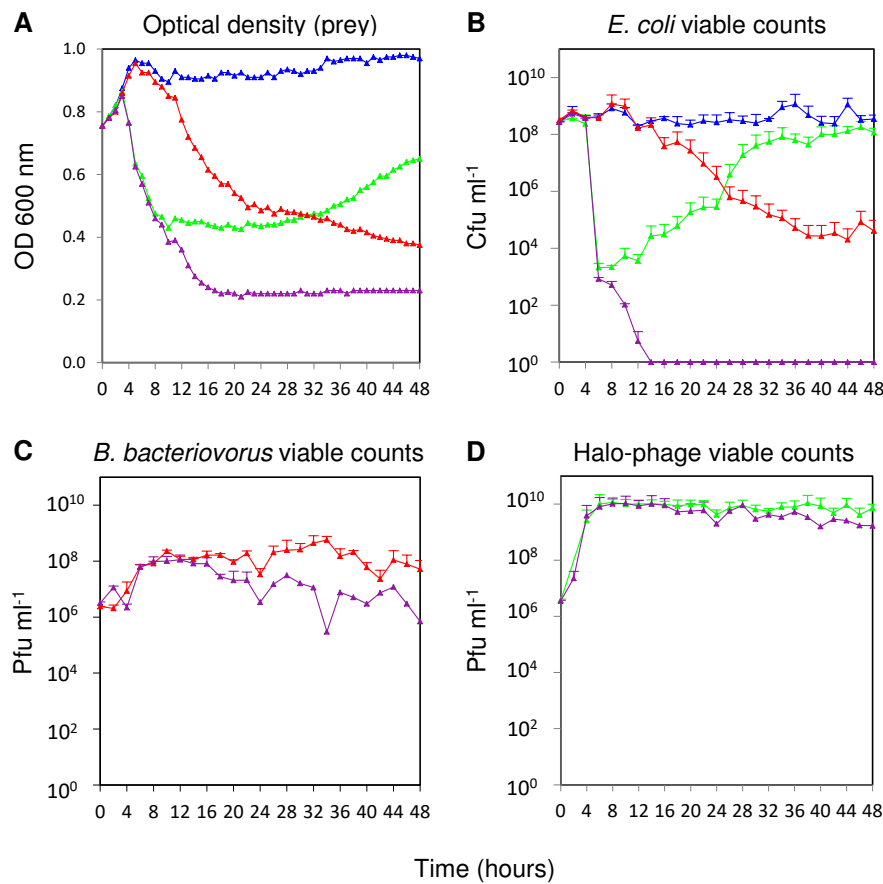 A Optical density (prey)
OD 600 nm
1.0
0.8
0.6
0.4
0.2
0.0
0 4 8 12 16 20 24 28 32 36 40 44 48
B E. coli viable counts
Cfu ml-1
10^10
10^8
10^6
10^4
10^2
10^0
0 4 8 12 16 20 24 28 32 36 40 44 48
C B. bacteriovorus viable counts
Pfu ml-1
10^10
10^8
10^6
10^4
10^2
10^0
0 4 8 12 16 20 24 28 32 36 40 44 48
D Halo-phage viable counts
Pfu ml-1
10^10
10^8
10^6
10^4
10^2
10^0
0 4 8 12 16 20 24 28 32 36 40 44 48
Time (hours)